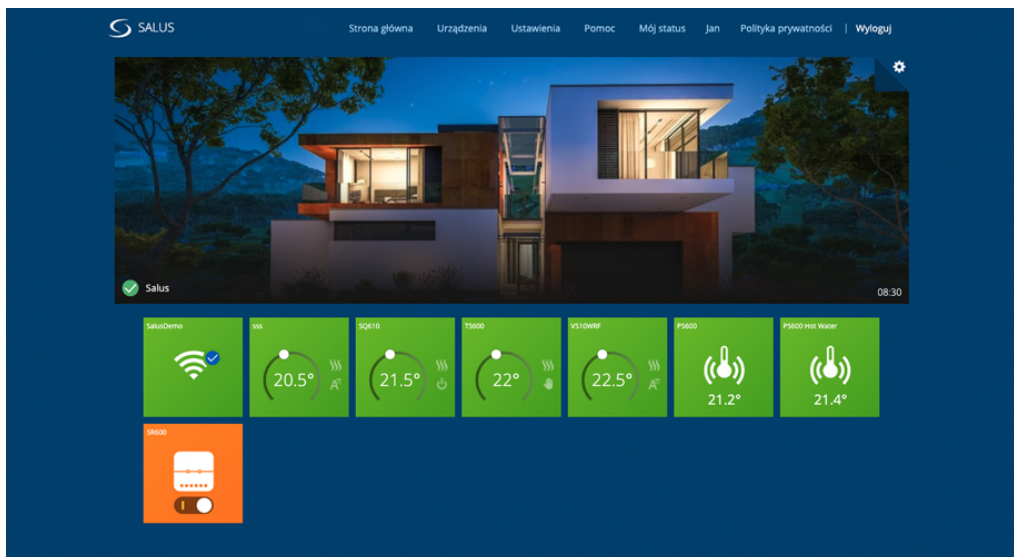 SALUS
Strona główna Urządzenia Ustawienia Pomoc Mój status Jan Polityka prywatności | Wyloguj
Salus
08:30
SalusDemo sss SQ610 TS600 VS10WRF PS600 PS600 Hot Water
20.5° 21.5° 22° 22.5° 21.2° 21.4°
SR600